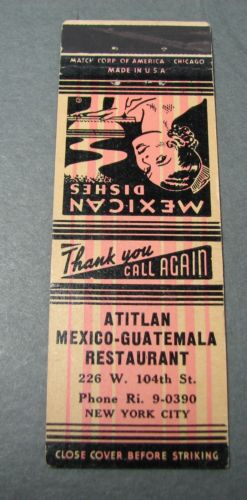 MATCH CORP. OF AMERICA - CHICAGO
MADE IN U.S.A.
MEXICAN
DISHES
Thank you
CALL AGAIN
ATITLAN
MEXICO-GUATEMALA
RESTAURANT
226 W. 104th St.
Phone Ri. 9-0390
NEW YORK CITY
CLOSE COVER BEFORE STRIKING